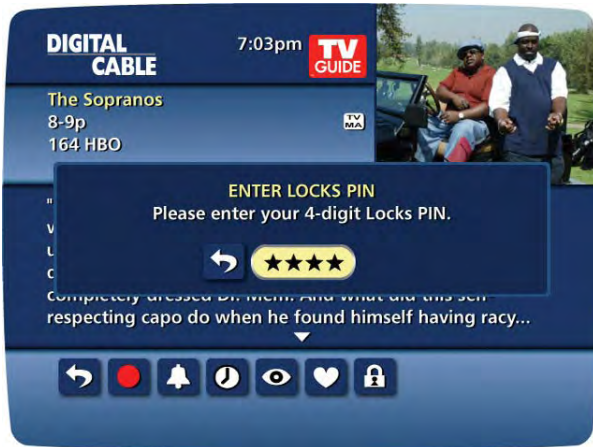 DIGITAL
CABLE
7:03pm
TV
GUIDE
The Sopranos
8-9p
TV
MA
164 HBO
ENTER LOCKS PIN
Please enter your 4-digit Locks PIN.
★★★★
"
completely dressed Dr. Melfi. And what did this self-
respecting capo do when he found himself having racy...